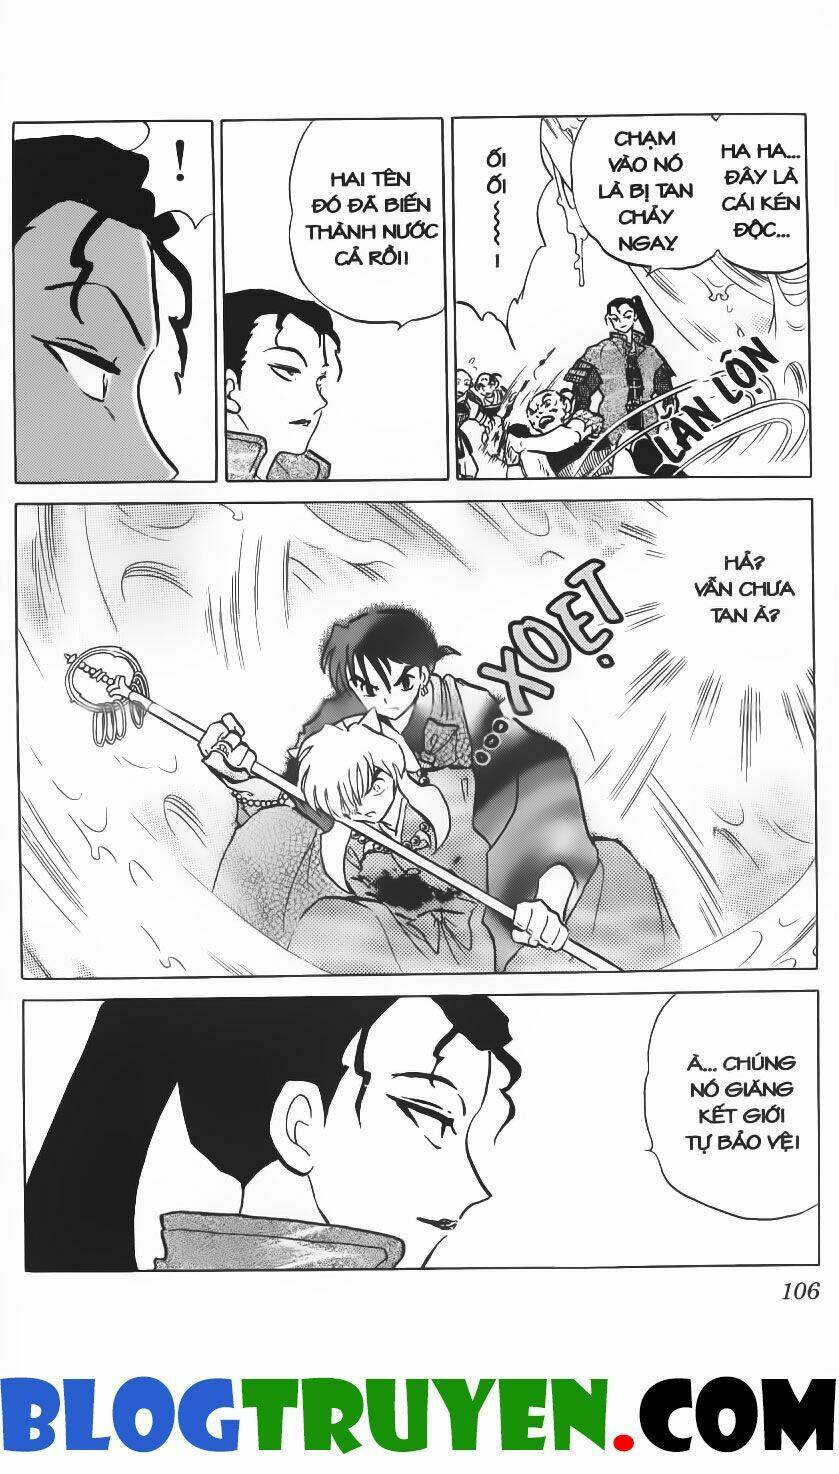 HA HA...
ĐÂY LÀ
CÁI KÉN
ĐỘC...
CHẠM
VÀO NÓ
LÀ BỊ TAN
CHẢY
NGAY.
ỐI
ỐI
~~~!
LĂN LỘN
HAI TÊN
ĐÓ ĐÃ BIẾN
THÀNH NƯỚC
CẢ RỒI!
!
HẢ?
VẪN CHƯA
TAN À?
XOẸT
...
À... CHÚNG
NÓ GIĂNG
KẾT GIỚI
TỰ BẢO VỆ!
106
BLOGTRUYEN.COM